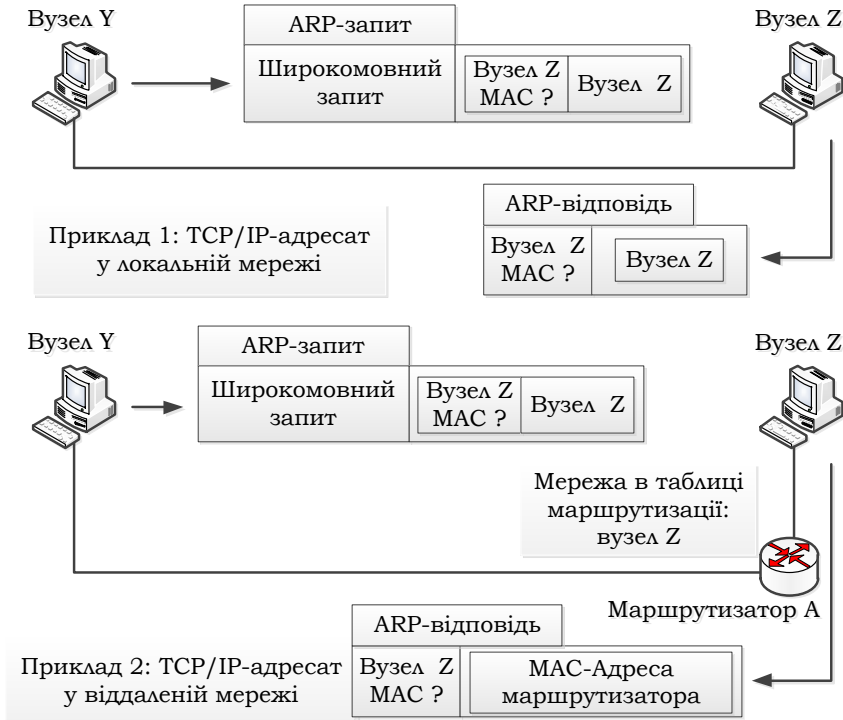 Вузел Y
Вузел Z
ARP-запит
Широкомовний
запит
Вузел Z
MAC ?
Вузел Z
ARP-відповідь
Вузел Z
MAC ?
Вузел Z
Приклад 1: TCP/IP-адресат
у локальній мережі
Вузел Y
Вузел Z
ARP-запит
Широкомовний
запит
Вузел Z
MAC ?
Вузел Z
Мережа в таблиці
маршрутизації:
вузел Z
Маршрутизатор А
ARP-відповідь
Вузел Z
MAC ?
MAC-Адреса
маршрутизатора
Приклад 2: TCP/IP-адресат
у віддаленій мережі